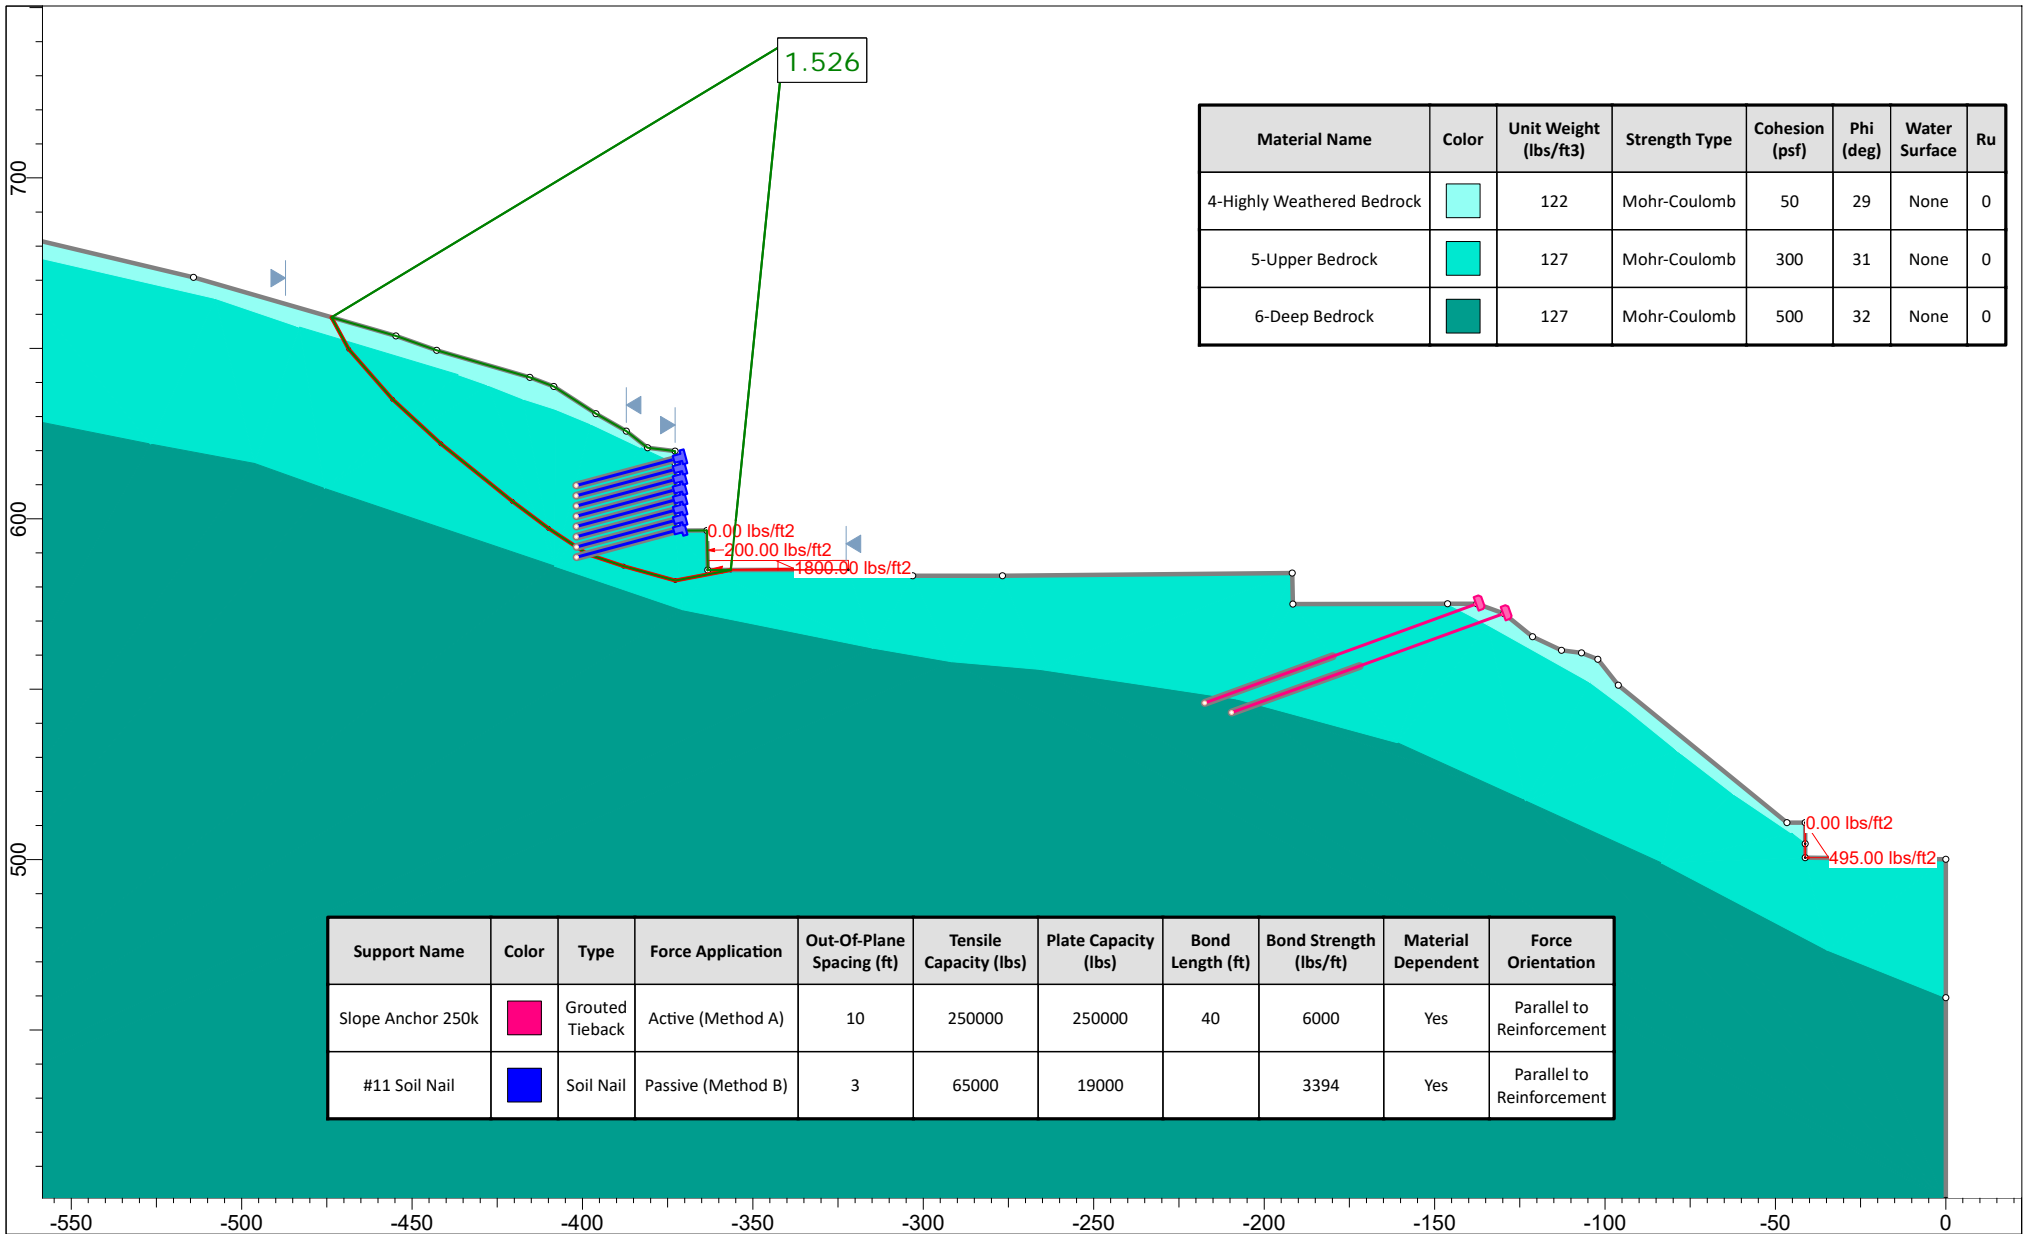 1.526
Material Name Color Unit Weight (lbs/ft3) Strength Type Cohesion (psf) Phi (deg) Water Surface Ru
4-Highly Weathered Bedrock 122 Mohr-Coulomb 50 29 None 0
5-Upper Bedrock 127 Mohr-Coulomb 300 31 None 0
6-Deep Bedrock 127 Mohr-Coulomb 500 32 None 0
700
600
500
0.00 lbs/ft2
200.00 lbs/ft2
1800.00 lbs/ft2
0.00 lbs/ft2
495.00 lbs/ft2
Support Name Color Type Force Application Out-Of-Plane Spacing (ft) Tensile Capacity (lbs) Plate Capacity (lbs) Bond Length (ft) Bond Strength (lbs/ft) Material Dependent Force Orientation
Slope Anchor 250k Grouted Tieback Active (Method A) 10 250000 250000 40 6000 Yes Parallel to Reinforcement
#11 Soil Nail Soil Nail Passive (Method B) 3 65000 19000 3394 Yes Parallel to Reinforcement
-550 -500 -450 -400 -350 -300 -250 -200 -150 -100 -50 0